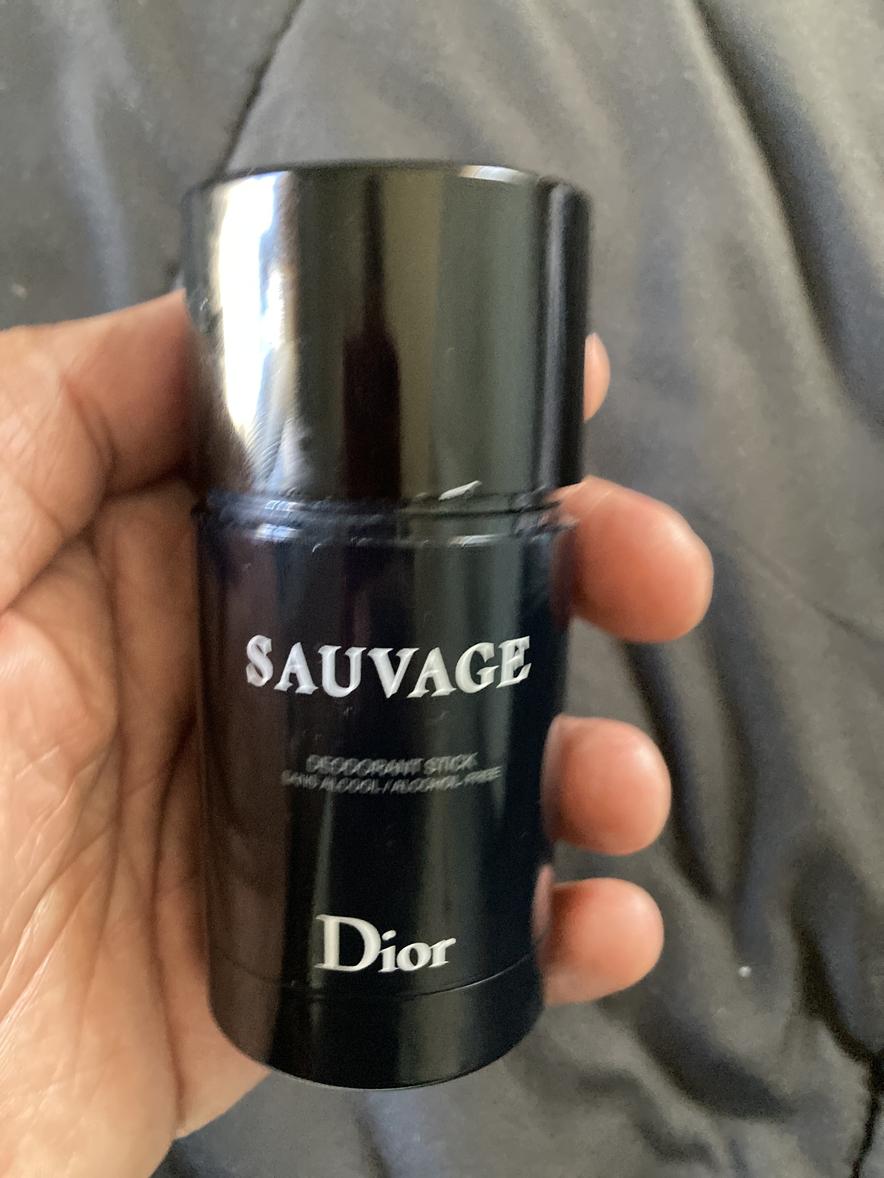 SAUVAGE
DEODORANT STICK
SANS ALCOOL / ALCOHOL-FREE
Dior